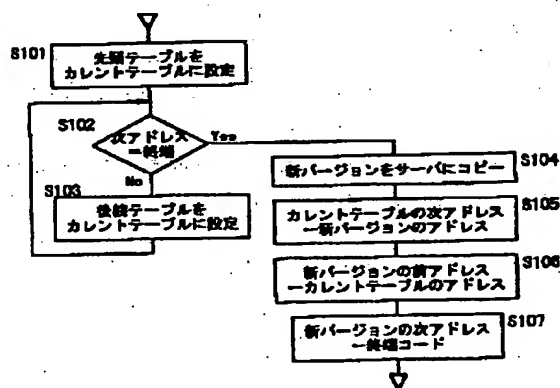 S101
先頭テーブルを
カレントテーブルに設定
S102
次アドレス
=終端
Yes
No
S103
後続テーブルを
カレントテーブルに設定
S104
新バージョンをサーバにコピー
S105
カレントテーブルの次アドレス
←新バージョンのアドレス
S106
新バージョンの前アドレス
←カレントテーブルのアドレス
S107
新バージョンの次アドレス
←終端コード